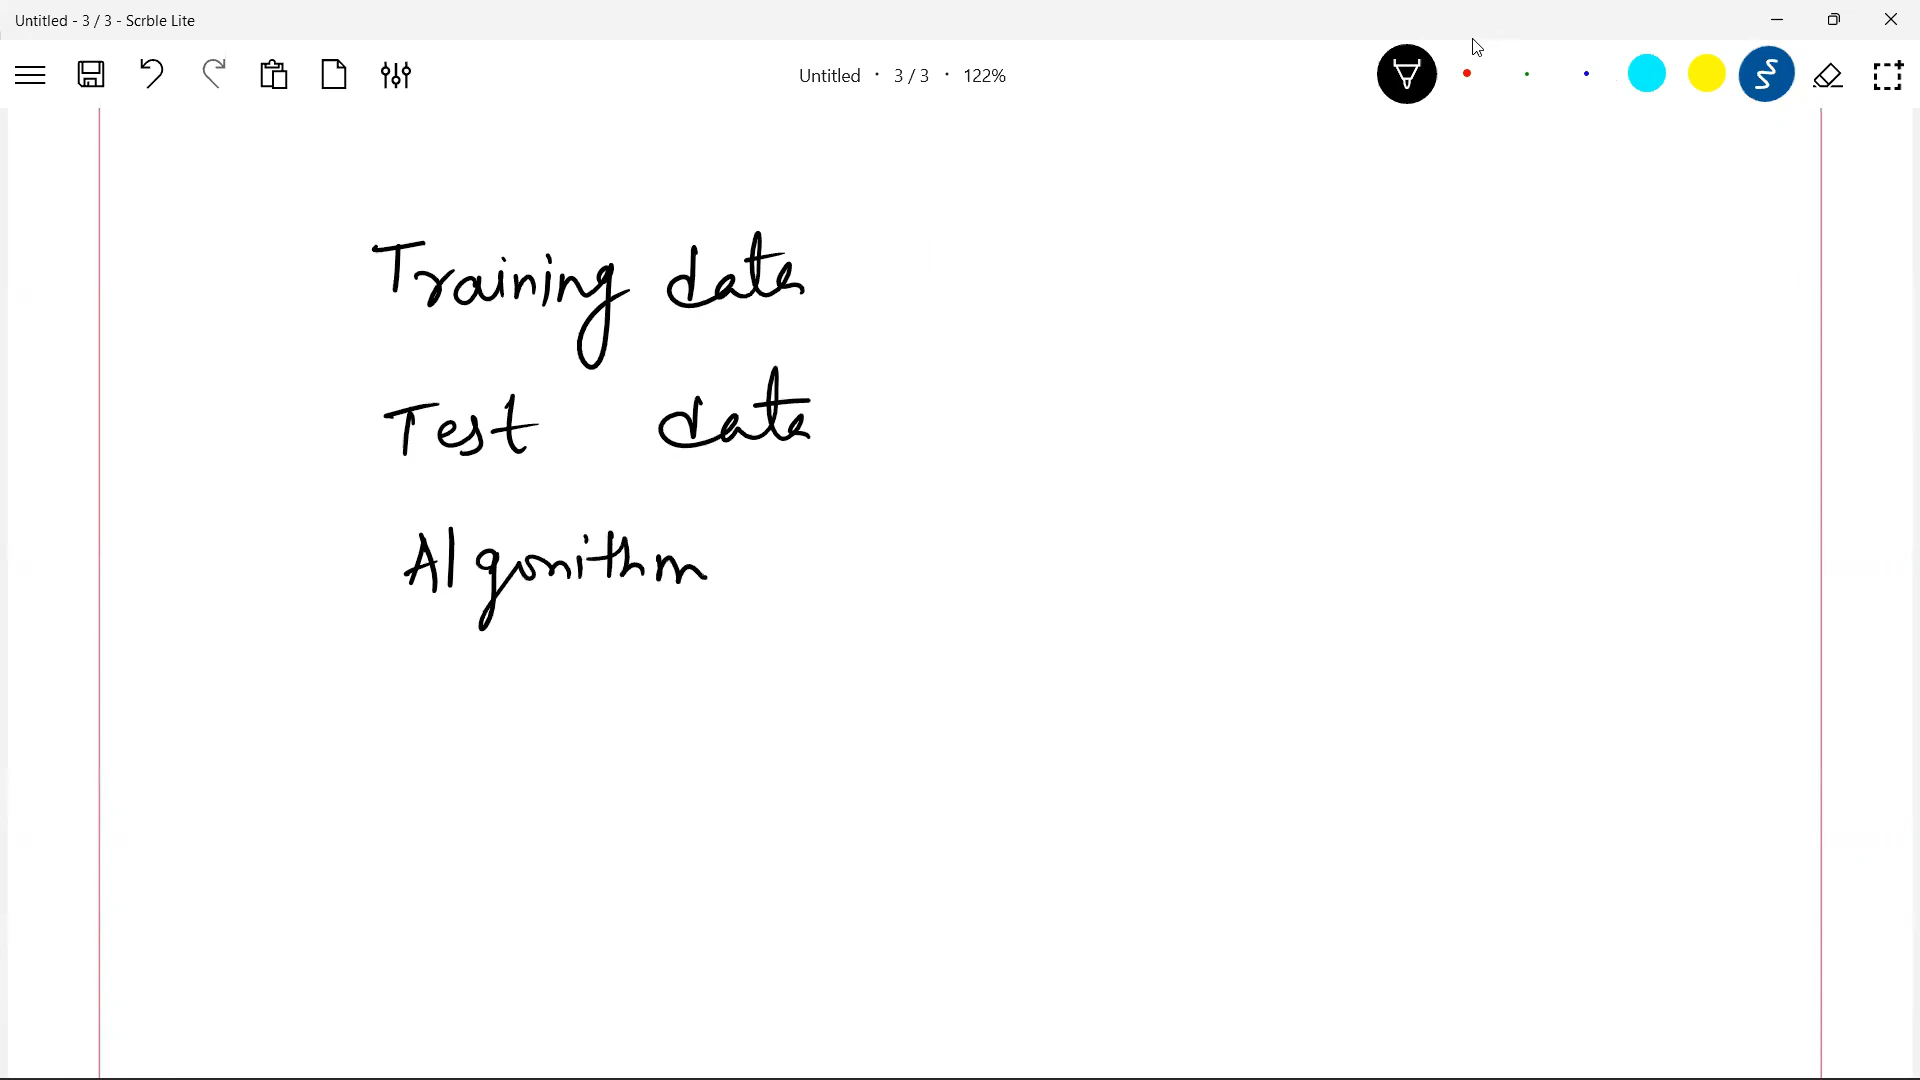 Untitled - 3 / 3 - Scrble Lite
Untitled · 3 / 3 · 122%
Training data
Test data
Algorithm